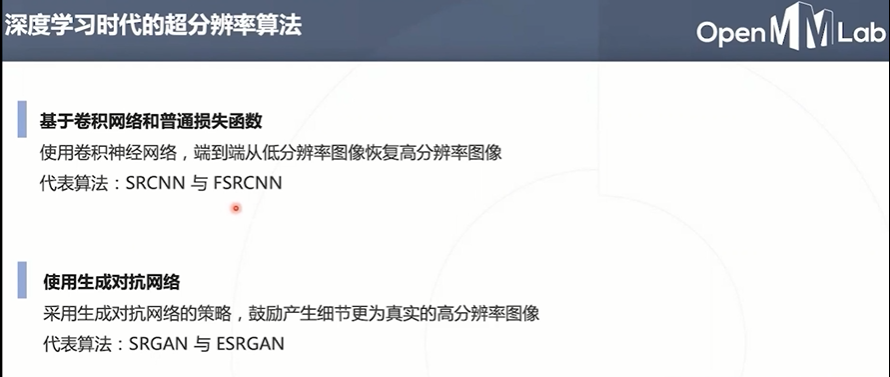 深度学习时代的超分辨率算法
OpenMMLab
基于卷积网络和普通损失函数
使用卷积神经网络，端到端从低分辨率图像恢复高分辨率图像
代表算法：SRCNN 与 FSRCNN
使用生成对抗网络
采用生成对抗网络的策略，鼓励产生细节更为真实的高分辨率图像
代表算法：SRGAN 与 ESRGAN